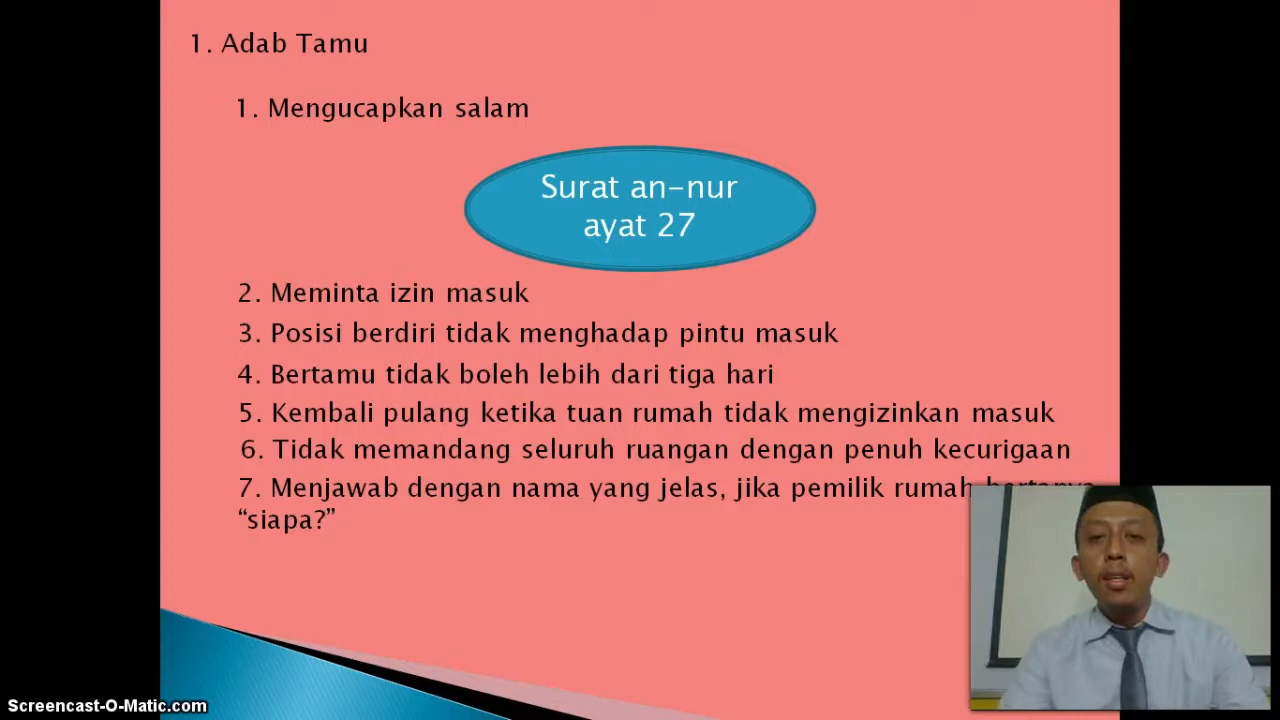 1. Adab Tamu
1. Mengucapkan salam
Surat an-nur
ayat 27
2. Meminta izin masuk
3. Posisi berdiri tidak menghadap pintu masuk
4. Bertamu tidak boleh lebih dari tiga hari
5. Kembali pulang ketika tuan rumah tidak mengizinkan masuk
6. Tidak memandang seluruh ruangan dengan penuh kecurigaan
7. Menjawab dengan nama yang jelas, jika pemilik rumah
“siapa?”
Screencast-O-Matic.com